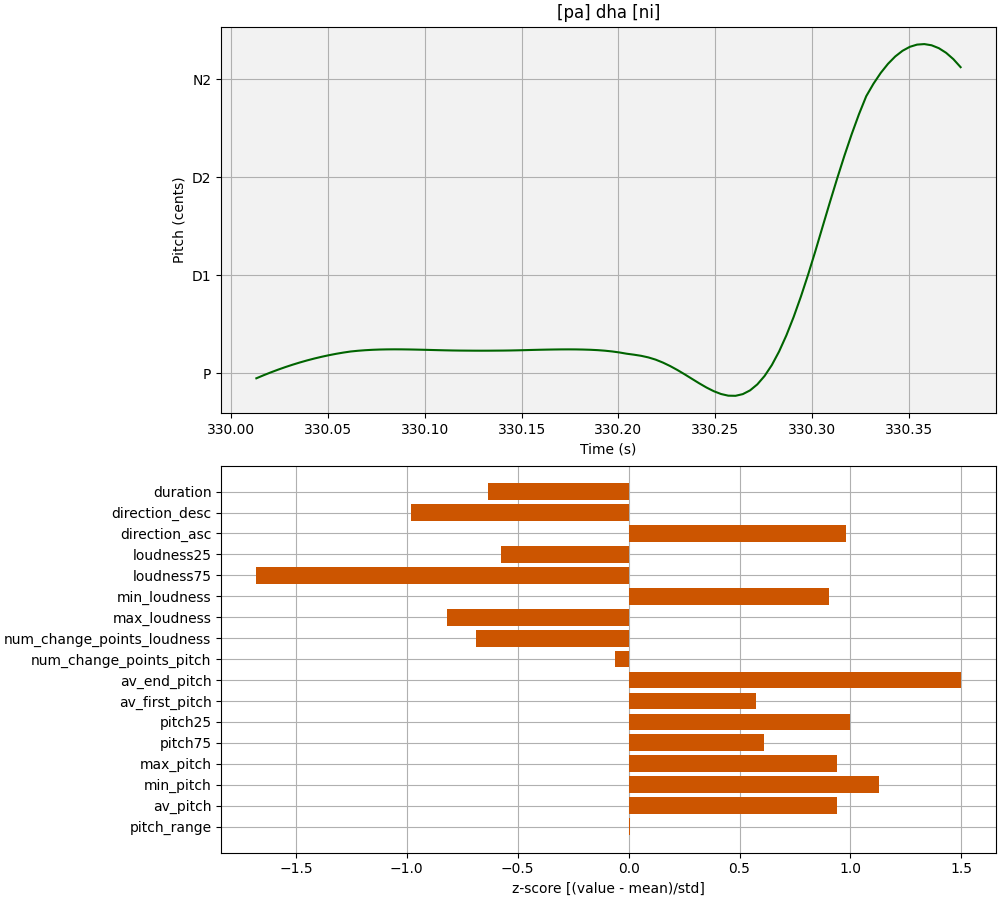 [pa] dha [ni]
N2
D2
D1
P
Pitch (cents)
330.00 330.05 330.10 330.15 330.20 330.25 330.30 330.35
Time (s)
duration
direction_desc
direction_asc
loudness25
loudness75
min_loudness
max_loudness
num_change_points_loudness
num_change_points_pitch
av_end_pitch
av_first_pitch
pitch25
pitch75
max_pitch
min_pitch
av_pitch
pitch_range
−1.5 −1.0 −0.5 0.0 0.5 1.0 1.5
z-score [(value - mean)/std]